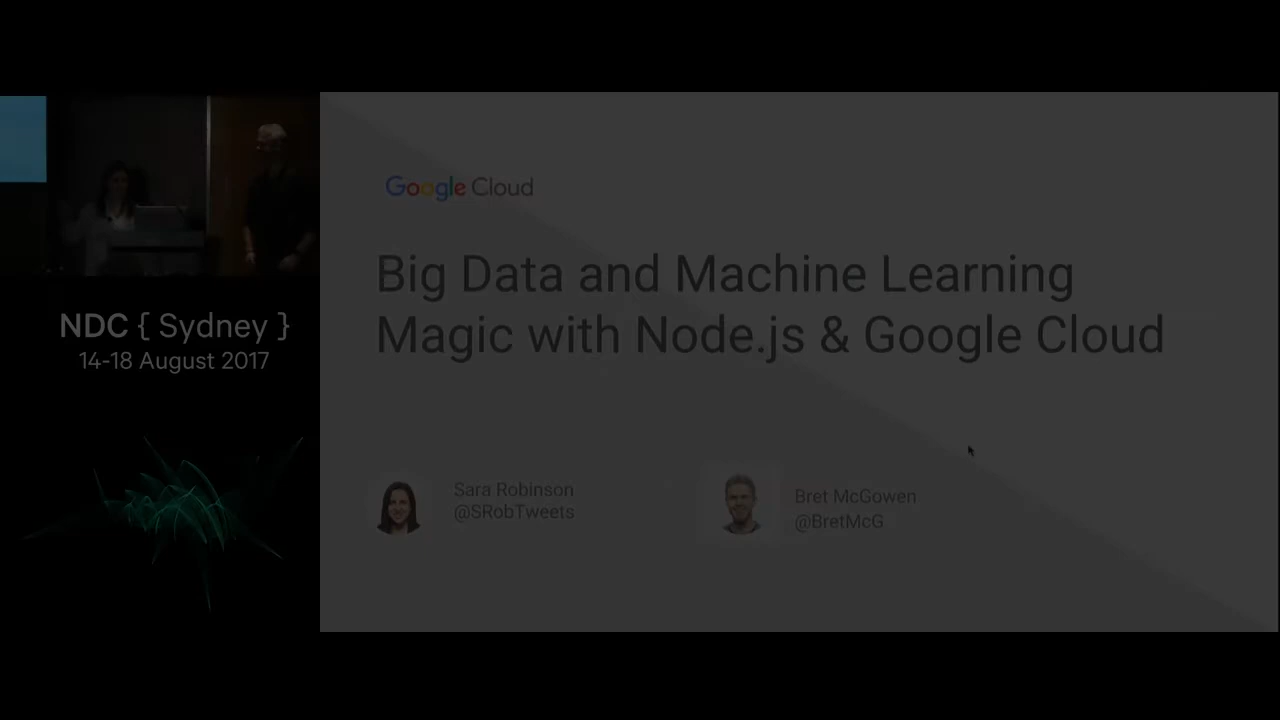 NDC { Sydney }
14-18 August 2017
Google Cloud
Big Data and Machine Learning
Magic with Node.js & Google Cloud
Sara Robinson
@SRobTweets
Bret McGowen
@BretMcG